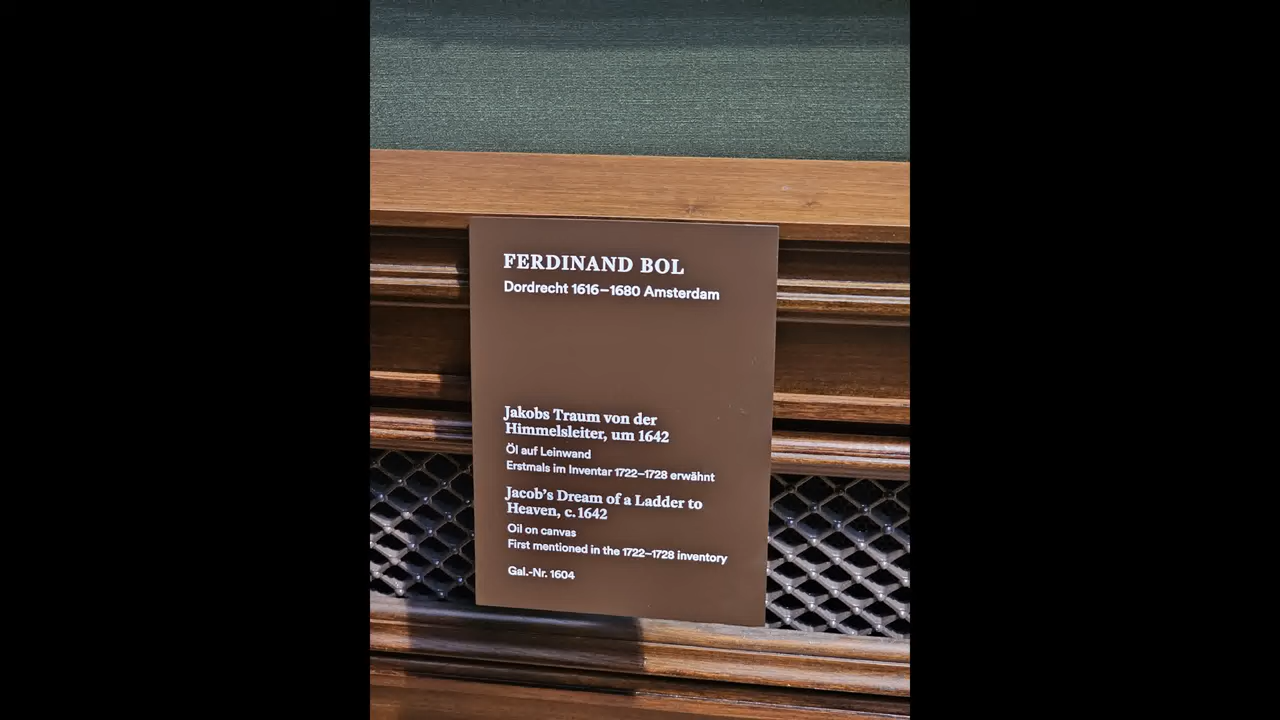 FERDINAND BOL
Dordrecht 1616–1680 Amsterdam
Jakobs Traum von der
Himmelsleiter, um 1642
Öl auf Leinwand
Erstmals im Inventar 1722–1728 erwähnt
Jacob's Dream of a Ladder to
Heaven, c. 1642
Oil on canvas
First mentioned in the 1722–1728 inventory
Gal.-Nr. 1604